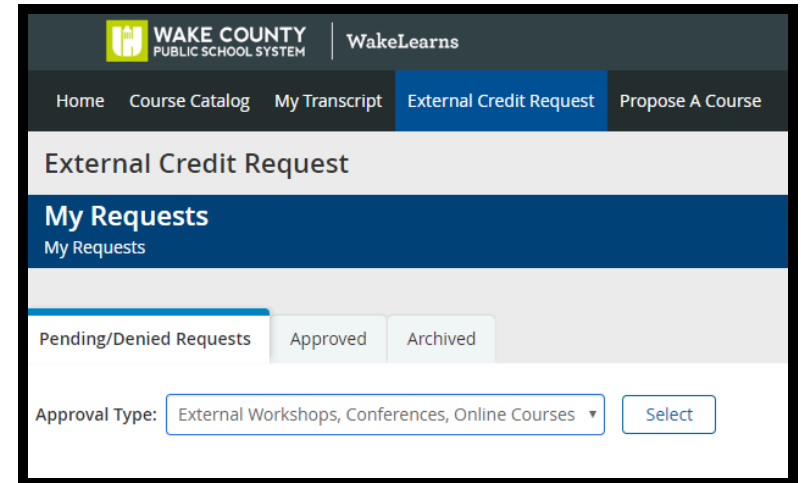 WAKE COUNTY
PUBLIC SCHOOL SYSTEM
WakeLearns
Home Course Catalog My Transcript External Credit Request Propose A Course
External Credit Request
My Requests
My Requests
Pending/Denied Requests Approved Archived
Approval Type: External Workshops, Conferences, Online Courses Select